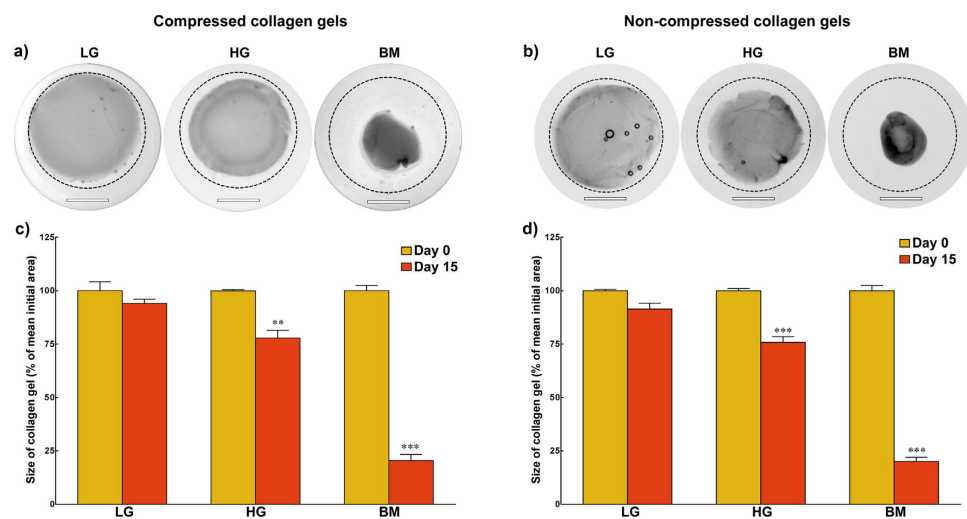 Compressed collagen gels
Non-compressed collagen gels
a)
LG
HG
BM
b)
LG
HG
BM
c)
Size of collagen gel (% of mean initial area)
125
100
75
50
25
0
Day 0
Day 15
**
***
LG
HG
BM
d)
Size of collagen gel (% of mean initial area)
125
100
75
50
25
0
Day 0
Day 15
***
***
LG
HG
BM